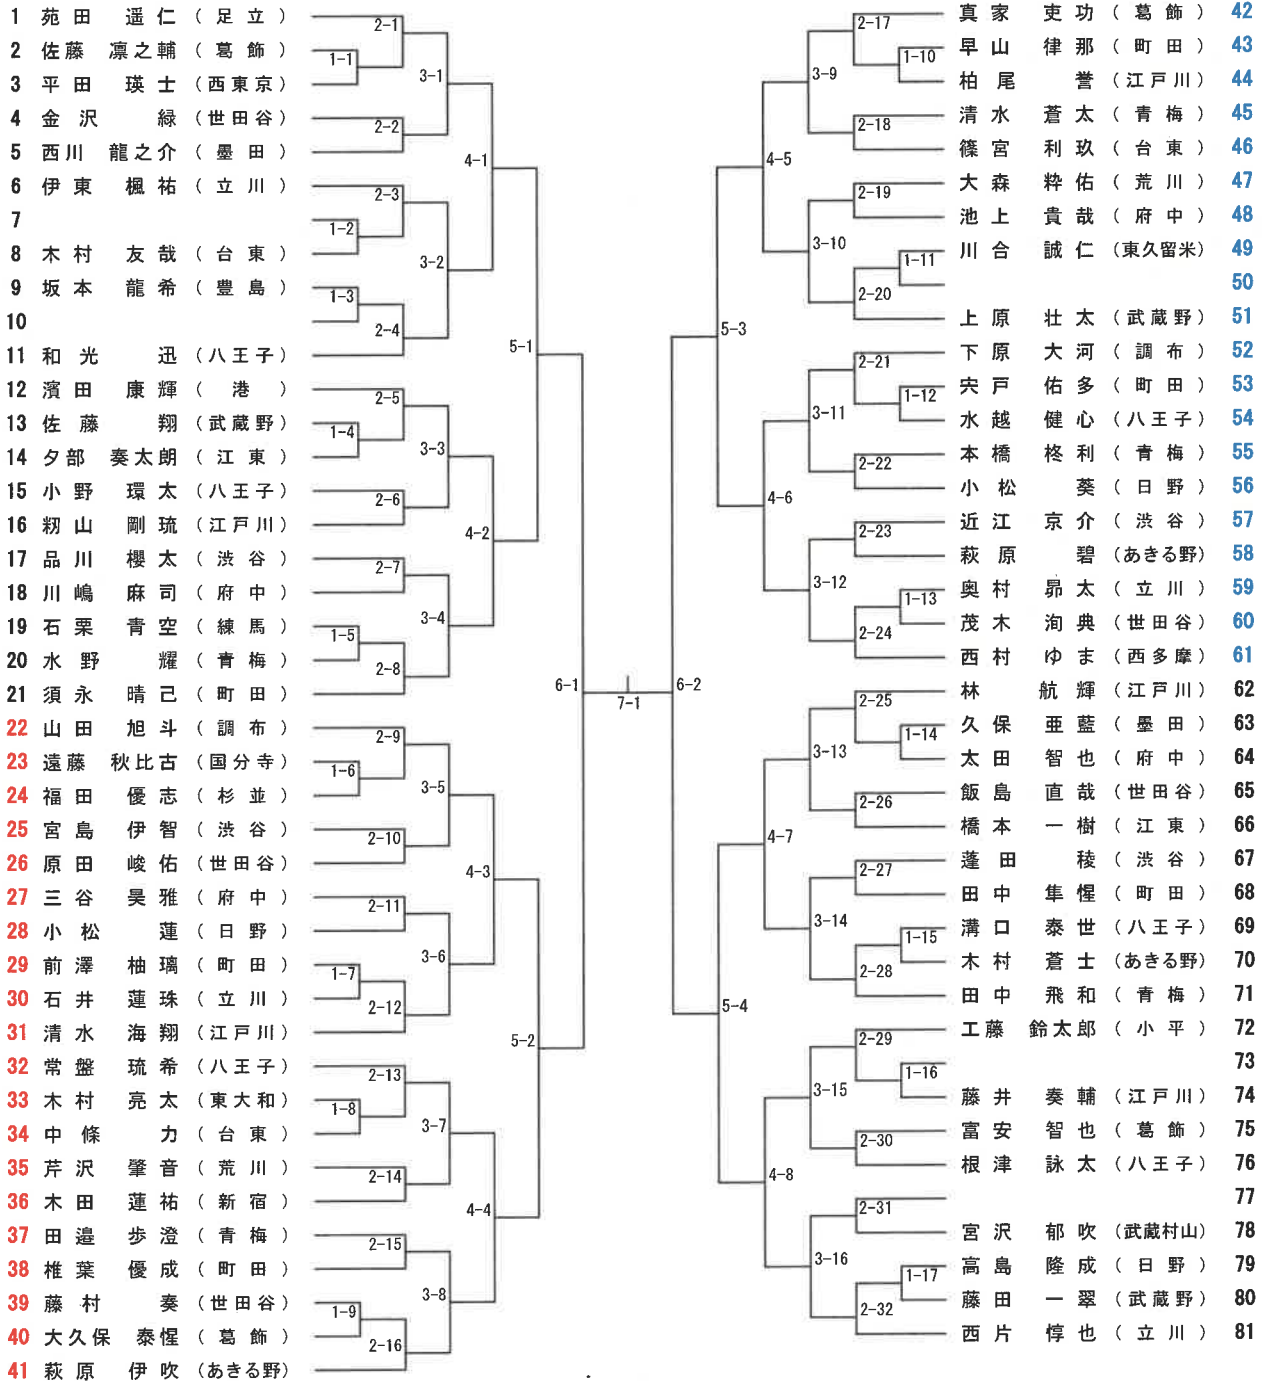 1 苑田 遥仁 (足立)
2 佐藤 凛之輔 (葛飾)
3 平田 瑛士 (西東京)
4 金沢 緑 (世田谷)
5 西川 龍之介 (墨田)
6 伊東 楓祐 (立川)
7
8 木村 友哉 (台東)
9 坂本 龍希 (豊島)
10
11 和光 迅 (八王子)
12 濱田 康輝 (港)
13 佐藤 翔 (武蔵野)
14 夕部 奏太朗 (江東)
15 小野 環太 (八王子)
16 籾山 剛琉 (江戸川)
17 品川 櫻太 (渋谷)
18 川嶋 麻司 (府中)
19 石栗 青空 (練馬)
20 水野 耀 (青梅)
21 須永 晴己 (町田)
22 山田 旭斗 (調布)
23 遠藤 秋比古 (国分寺)
24 福田 優志 (杉並)
25 宮島 伊智 (渋谷)
26 原田 峻佑 (世田谷)
27 三谷 昊雅 (府中)
28 小松 蓮 (日野)
29 前澤 柚璃 (町田)
30 石井 蓮珠 (立川)
31 清水 海翔 (江戸川)
32 常盤 琉希 (八王子)
33 木村 亮太 (東大和)
34 中條 力 (台東)
35 芹沢 肇音 (荒川)
36 木田 蓮祐 (新宿)
37 田邉 歩澄 (青梅)
38 椎葉 優成 (町田)
39 藤村 奏 (世田谷)
40 大久保 泰惺 (葛飾)
41 萩原 伊吹 (あきる野)
1-1
1-2
1-3
1-4
1-5
1-6
1-7
1-8
1-9
2-1
2-2
2-3
2-4
2-5
2-6
2-7
2-8
2-9
2-10
2-11
2-12
2-13
2-14
2-15
2-16
3-1
3-2
3-3
3-4
3-5
3-6
3-7
3-8
4-1
4-2
4-3
4-4
5-1
5-2
6-1
7-1
6-2
5-3
5-4
4-5
4-6
4-7
4-8
3-9
3-10
3-11
3-12
3-13
3-14
3-15
3-16
2-17
2-18
2-19
2-20
2-21
2-22
2-23
2-24
2-25
2-26
2-27
2-28
2-29
2-30
2-31
2-32
1-10
1-11
1-12
1-13
1-14
1-15
1-16
1-17
真家 吏功 (葛飾) 42
早山 律那 (町田) 43
柏尾 誉 (江戸川) 44
清水 蒼太 (青梅) 45
篠宮 利玖 (台東) 46
大森 粋佑 (荒川) 47
池上 貴哉 (府中) 48
川合 誠仁 (東久留米) 49
50
上原 壮太 (武蔵野) 51
下原 大河 (調布) 52
宍戸 佑多 (町田) 53
水越 健心 (八王子) 54
本橋 柊利 (青梅) 55
小松 葵 (日野) 56
近江 京介 (渋谷) 57
萩原 碧 (あきる野) 58
奥村 昴太 (立川) 59
茂木 洵典 (世田谷) 60
西村 ゆま (西多摩) 61
林 航輝 (江戸川) 62
久保 亜藍 (墨田) 63
太田 智也 (府中) 64
飯島 直哉 (世田谷) 65
橋本 一樹 (江東) 66
蓬田 稜 (渋谷) 67
田中 隼惺 (町田) 68
溝口 泰世 (八王子) 69
木村 蒼士 (あきる野) 70
田中 飛和 (青梅) 71
工藤 鈴太郎 (小平) 72
73
藤井 奏輔 (江戸川) 74
富安 智也 (葛飾) 75
根津 詠太 (八王子) 76
77
宮沢 郁吹 (武蔵村山) 78
高島 隆成 (日野) 79
藤田 一翠 (武蔵野) 80
西片 惇也 (立川) 81